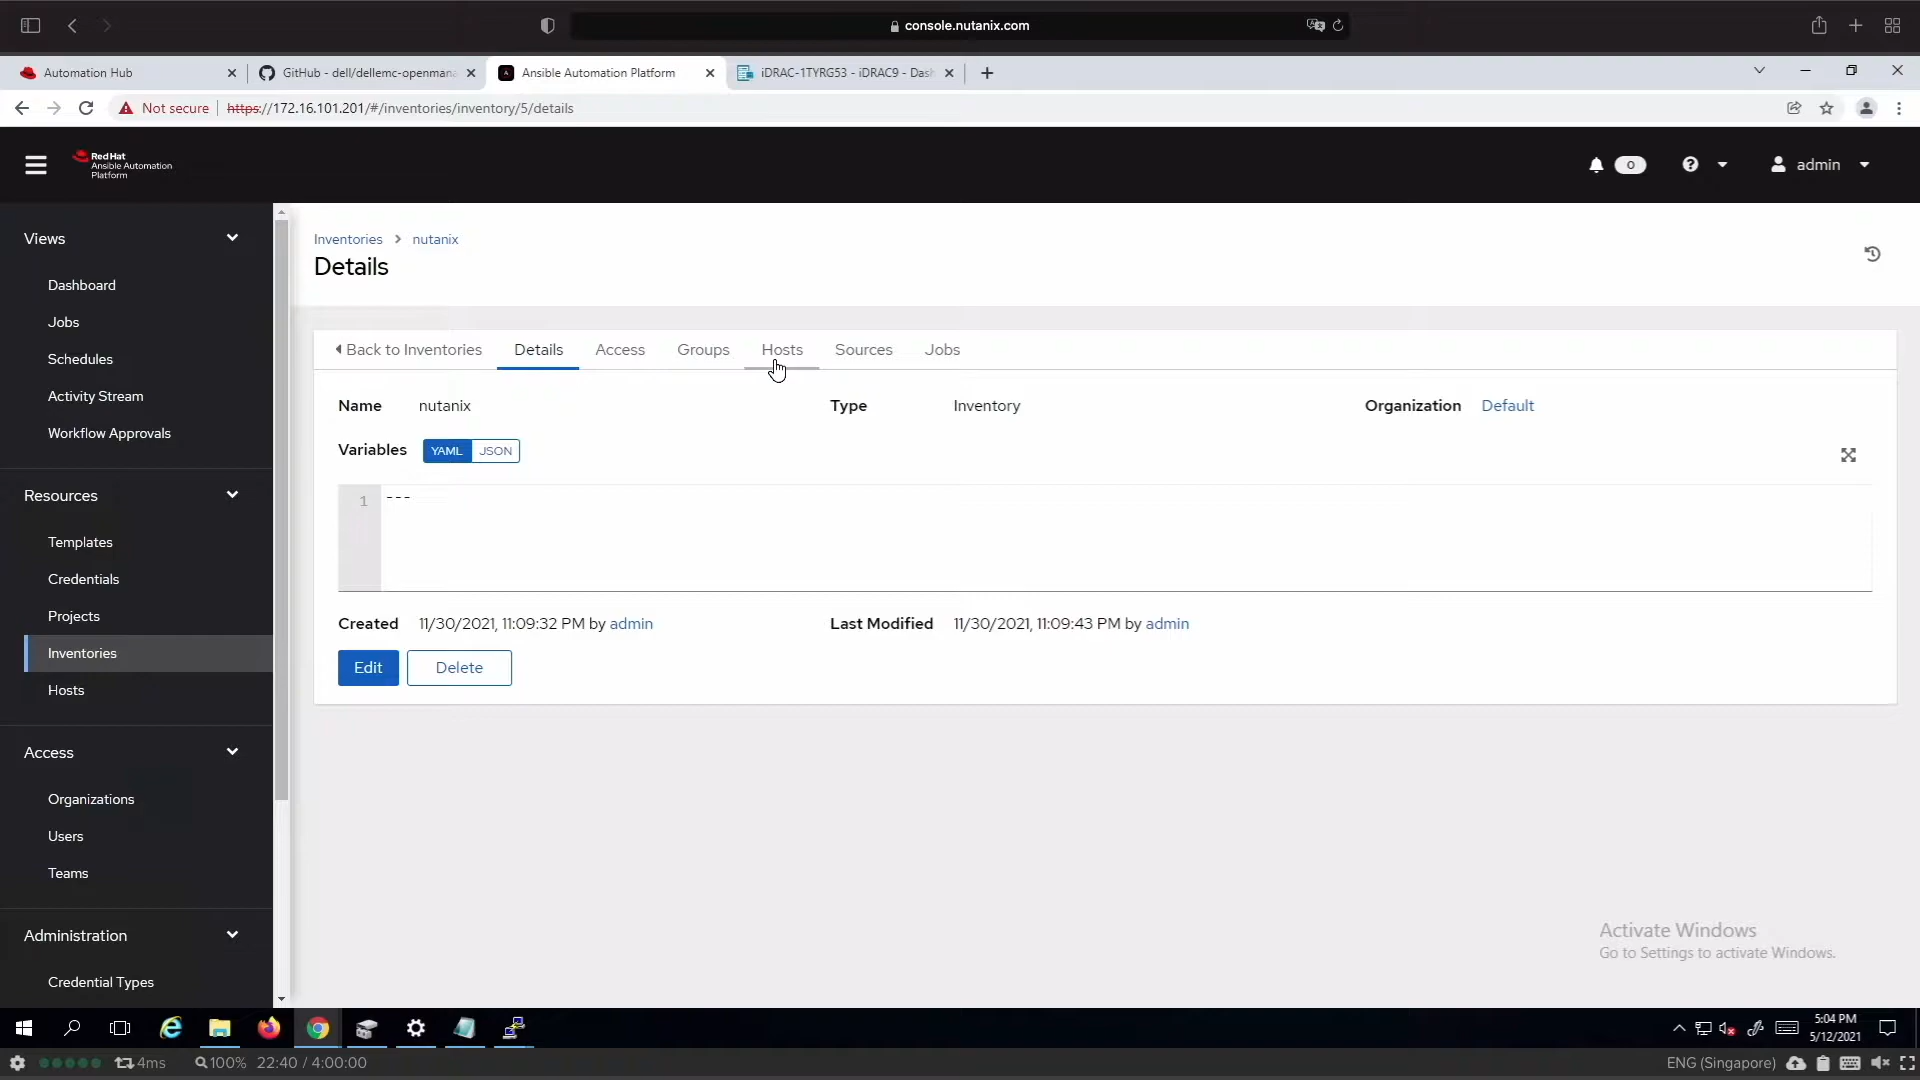 console.nutanix.com
Automation Hub
GitHub - dell/dellemc-openmana
Ansible Automation Platform
iDRAC-1TYRG53 - iDRAC9 - Dash
Not secure
https://172.16.101.201/#/inventories/inventory/5/details
Red Hat
Ansible Automation
Platform
0
admin
Views
Dashboard
Jobs
Schedules
Activity Stream
Workflow Approvals
Resources
Templates
Credentials
Projects
Inventories
Hosts
Access
Organizations
Users
Teams
Administration
Credential Types
Inventories > nutanix
Details
Back to Inventories Details Access Groups Hosts Sources Jobs
Name nutanix Type Inventory Organization Default
Variables YAML JSON
1 ---
Created 11/30/2021, 11:09:32 PM by admin Last Modified 11/30/2021, 11:09:43 PM by admin
Edit Delete
Activate Windows
Go to Settings to activate Windows.
5:04 PM
5/12/2021
4ms 100% 22:40 / 4:00:00 ENG (Singapore)